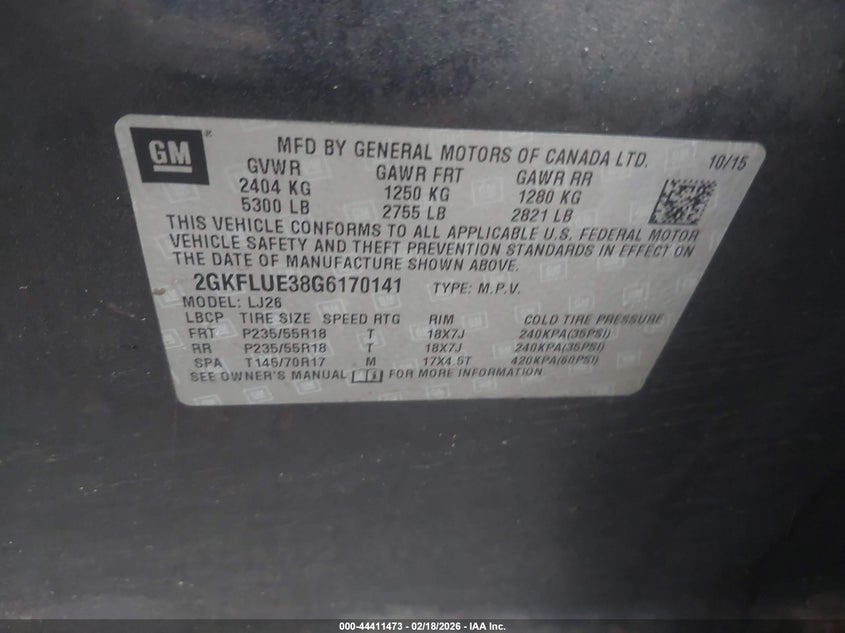 GM®
MFD BY GENERAL MOTORS OF CANADA LTD. 10/15
GVWR GAWR FRT GAWR RR
2404 KG 1250 KG 1280 KG
5300 LB 2755 LB 2821 LB
THIS VEHICLE CONFORMS TO ALL APPLICABLE U.S. FEDERAL MOTOR
VEHICLE SAFETY AND THEFT PREVENTION STANDARDS IN EFFECT ON
THE DATE OF MANUFACTURE SHOWN ABOVE.
2GKFLUE38G6170141 TYPE: M.P.V.
MODEL: LJ26
LBCP TIRE SIZE SPEED RTG RIM COLD TIRE PRESSURE
FRT P235/55R18 T 18X7J 240KPA(35PSI)
RR P235/55R18 T 18X7J 240KPA(35PSI)
SPA T145/70R17 M 17X4.5T 420KPA(60PSI)
SEE OWNER'S MANUAL FOR MORE INFORMATION
000-44411473 - 02/18/2026 - IAA Inc.